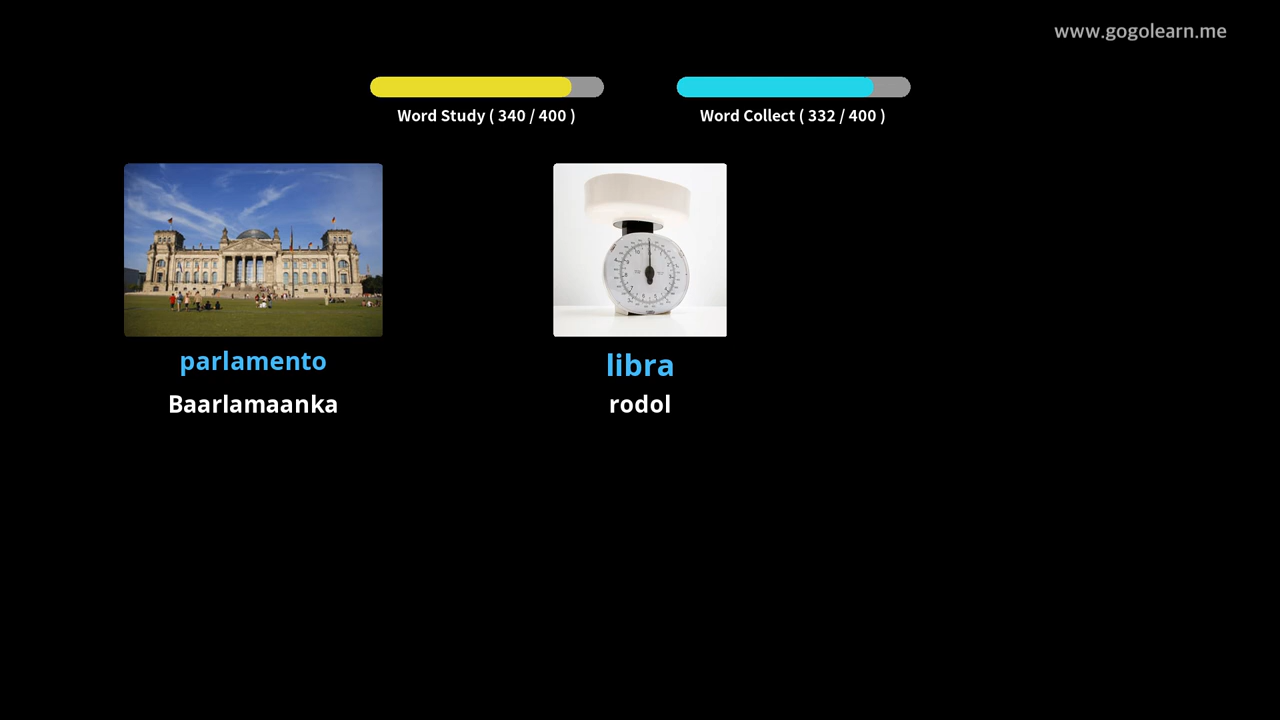 www.gogolearn.me
Word Study ( 340 / 400 )
Word Collect ( 332 / 400 )
parlamento
Baarlamaanka
libra
rodol